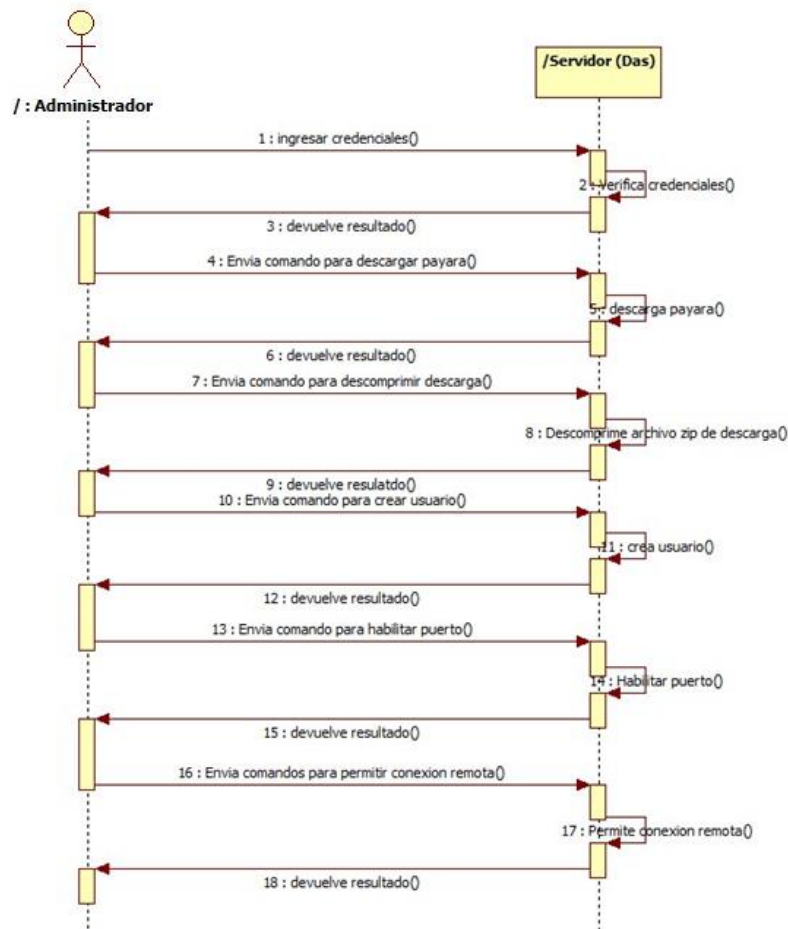 /Servidor (Das)
/ : Administrador
1 : ingresar credenciales()
2 : Verifica credenciales()
3 : devuelve resultado()
4 : Envia comando para descargar payara()
5 : descarga payara()
6 : devuelve resultado()
7 : Envia comando para descomprimir descarga()
8 : Descomprime archivo zip de descarga()
9 : devuelve resulatdo()
10 : Envia comando para crear usuario()
11 : crea usuario()
12 : devuelve resultado()
13 : Envia comando para habilitar puerto()
14 : Habilitar puerto()
15 : devuelve resultado()
16 : Envia comandos para permitir conexion remota()
17 : Permite conexion remota()
18 : devuelve resultado()